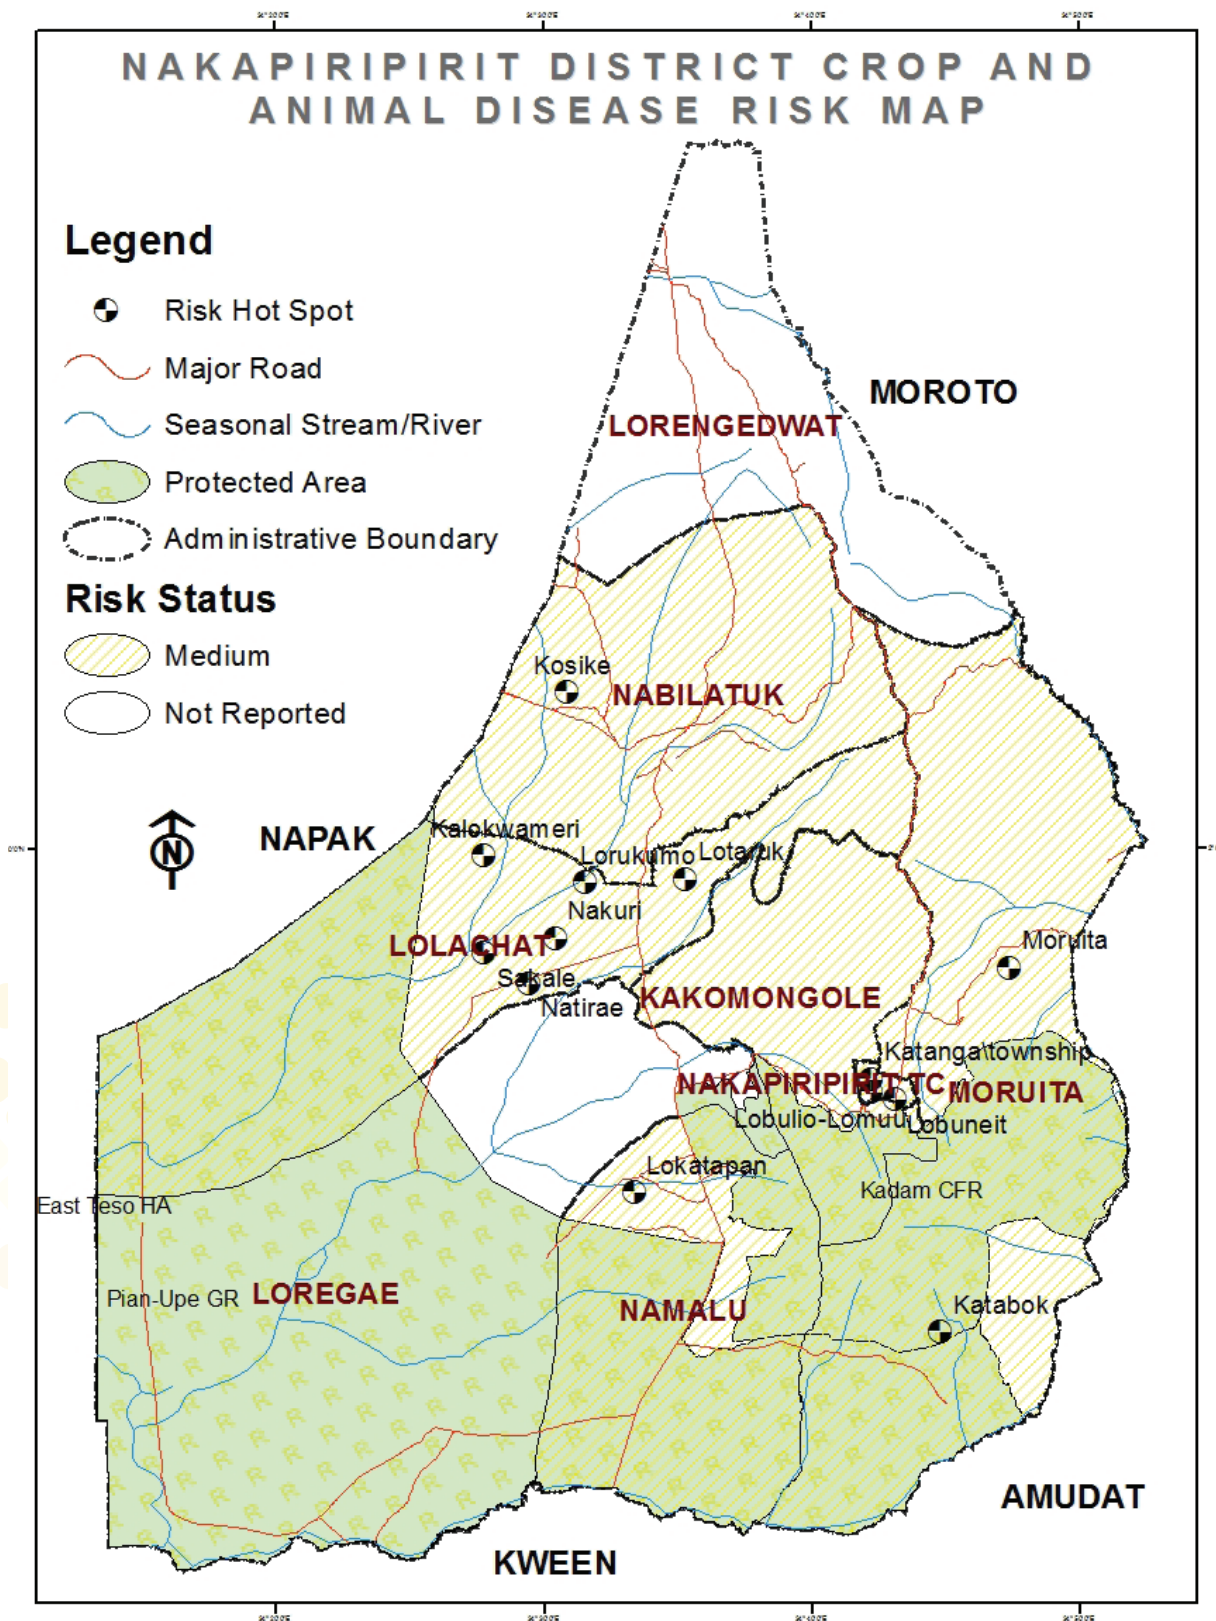 NAKAPIRIPIRIT DISTRICT CROP AND
ANIMAL DISEASE RISK MAP
Legend
Risk Hot Spot
Major Road
Seasonal Stream/River
Protected Area
Administrative Boundary
Risk Status
Medium
Not Reported
MOROTO
LORENGEDWAT
Kosike
NABILATUK
NAPAK
N
Kalokwameri
Lorukumo
Lotaruk
Nakuri
LOLACHAT
Moruita
Sakale
Natirae
KAKOMONGOLE
Katanga\township
NAKAPIRIPIRIT TC
MORUITA
Lobulio-Lomuu
Lobuneit
Lokatapan
Kadam CFR
East Teso HA
Pian-Upe GR
LOREGAE
NAMALU
Katabok
AMUDAT
KWEEN